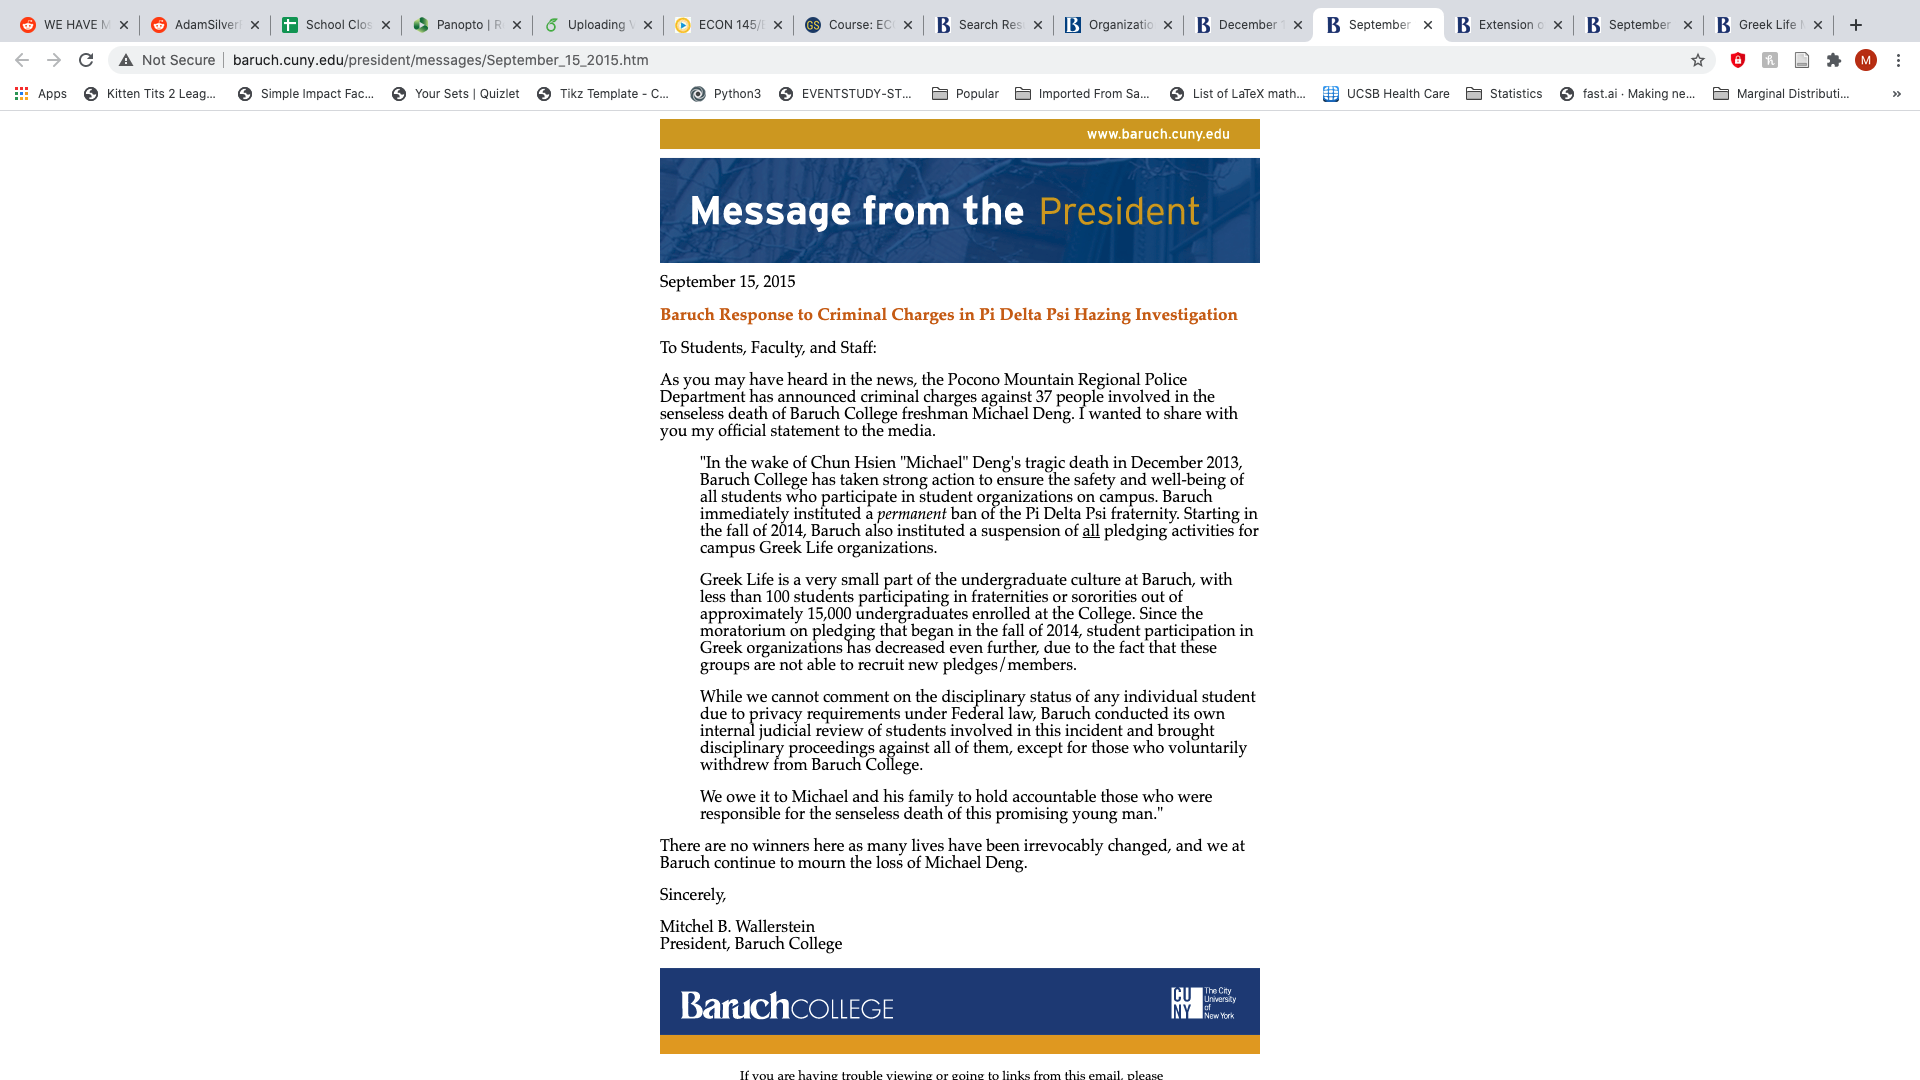 WE HAVE M
AdamSilver
School Clos
Panopto | R
Uploading V
ECON 145/
Course: EC
Search Res
Organizatio
December 1
September
Extension o
September
Greek Life
Not Secure
baruch.cuny.edu/president/messages/September_15_2015.htm
M
Apps
Kitten Tits 2 Leag...
Simple Impact Fac...
Your Sets | Quizlet
Tikz Template - C...
Python3
EVENTSTUDY-ST...
Popular
Imported From Sa...
List of LaTeX math...
UCSB Health Care
Statistics
fast.ai · Making ne...
Marginal Distributi...
»
www.baruch.cuny.edu
Message from the President
September 15, 2015
Baruch Response to Criminal Charges in Pi Delta Psi Hazing Investigation
To Students, Faculty, and Staff:
As you may have heard in the news, the Pocono Mountain Regional Police
Department has announced criminal charges against 37 people involved in the
senseless death of Baruch College freshman Michael Deng. I wanted to share with
you my official statement to the media.
"In the wake of Chun Hsien "Michael" Deng's tragic death in December 2013,
Baruch College has taken strong action to ensure the safety and well-being of
all students who participate in student organizations on campus. Baruch
immediately instituted a permanent ban of the Pi Delta Psi fraternity. Starting in
the fall of 2014, Baruch also instituted a suspension of all pledging activities for
campus Greek Life organizations.
Greek Life is a very small part of the undergraduate culture at Baruch, with
less than 100 students participating in fraternities or sororities out of
approximately 15,000 undergraduates enrolled at the College. Since the
moratorium on pledging that began in the fall of 2014, student participation in
Greek organizations has decreased even further, due to the fact that these
groups are not able to recruit new pledges/members.
While we cannot comment on the disciplinary status of any individual student
due to privacy requirements under Federal law, Baruch conducted its own
internal judicial review of students involved in this incident and brought
disciplinary proceedings against all of them, except for those who voluntarily
withdrew from Baruch College.
We owe it to Michael and his family to hold accountable those who were
responsible for the senseless death of this promising young man."
There are no winners here as many lives have been irrevocably changed, and we at
Baruch continue to mourn the loss of Michael Deng.
Sincerely,
Mitchel B. Wallerstein
President, Baruch College
Baruch COLLEGE
CU
NY
The City
University
of
New York
If you are having trouble viewing or going to links from this email, please